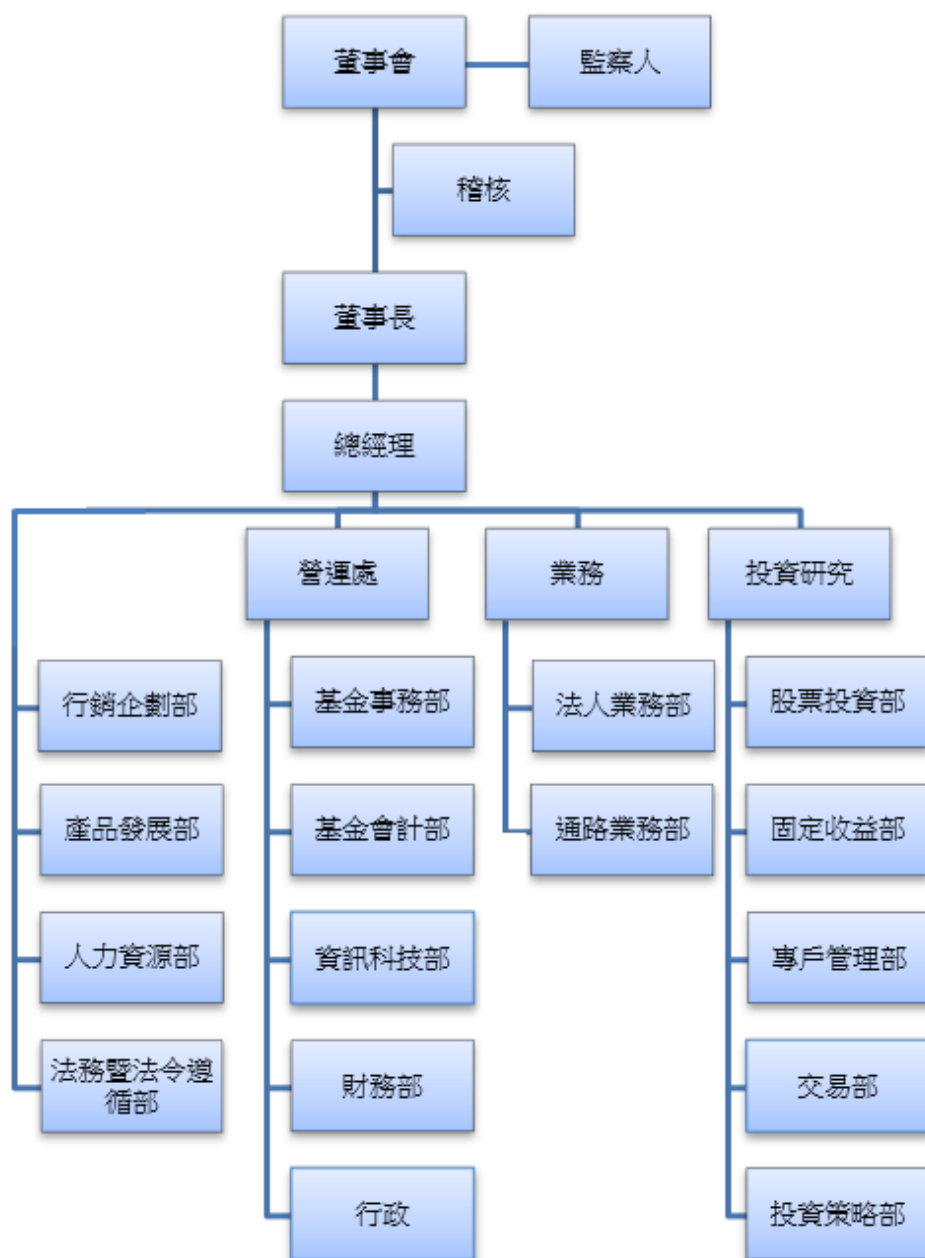 董事會
監察人
稽核
董事長
總經理
營運處
業務
投資研究
行銷企劃部
產品發展部
人力資源部
法務暨法令遵
循部
基金事務部
基金會計部
資訊科技部
財務部
行政
法人業務部
通路業務部
股票投資部
固定收益部
專戶管理部
交易部
投資策略部